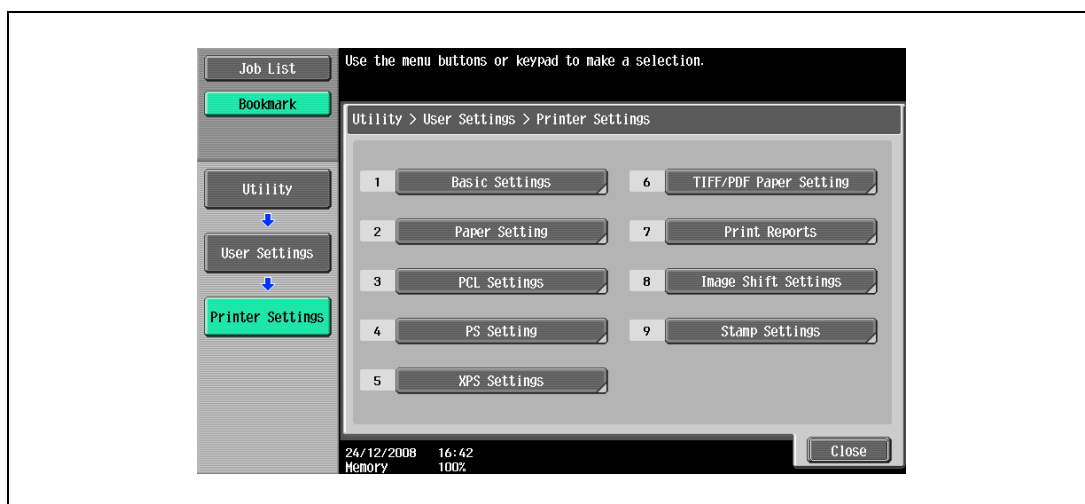 Job List
Bookmark
Utility
User Settings
Printer Settings
Use the menu buttons or keypad to make a selection.
Utility > User Settings > Printer Settings
1 Basic Settings
2 Paper Setting
3 PCL Settings
4 PS Setting
5 XPS Settings
6 TIFF/PDF Paper Setting
7 Print Reports
8 Image Shift Settings
9 Stamp Settings
24/12/2008 16:42
Memory 100%
Close